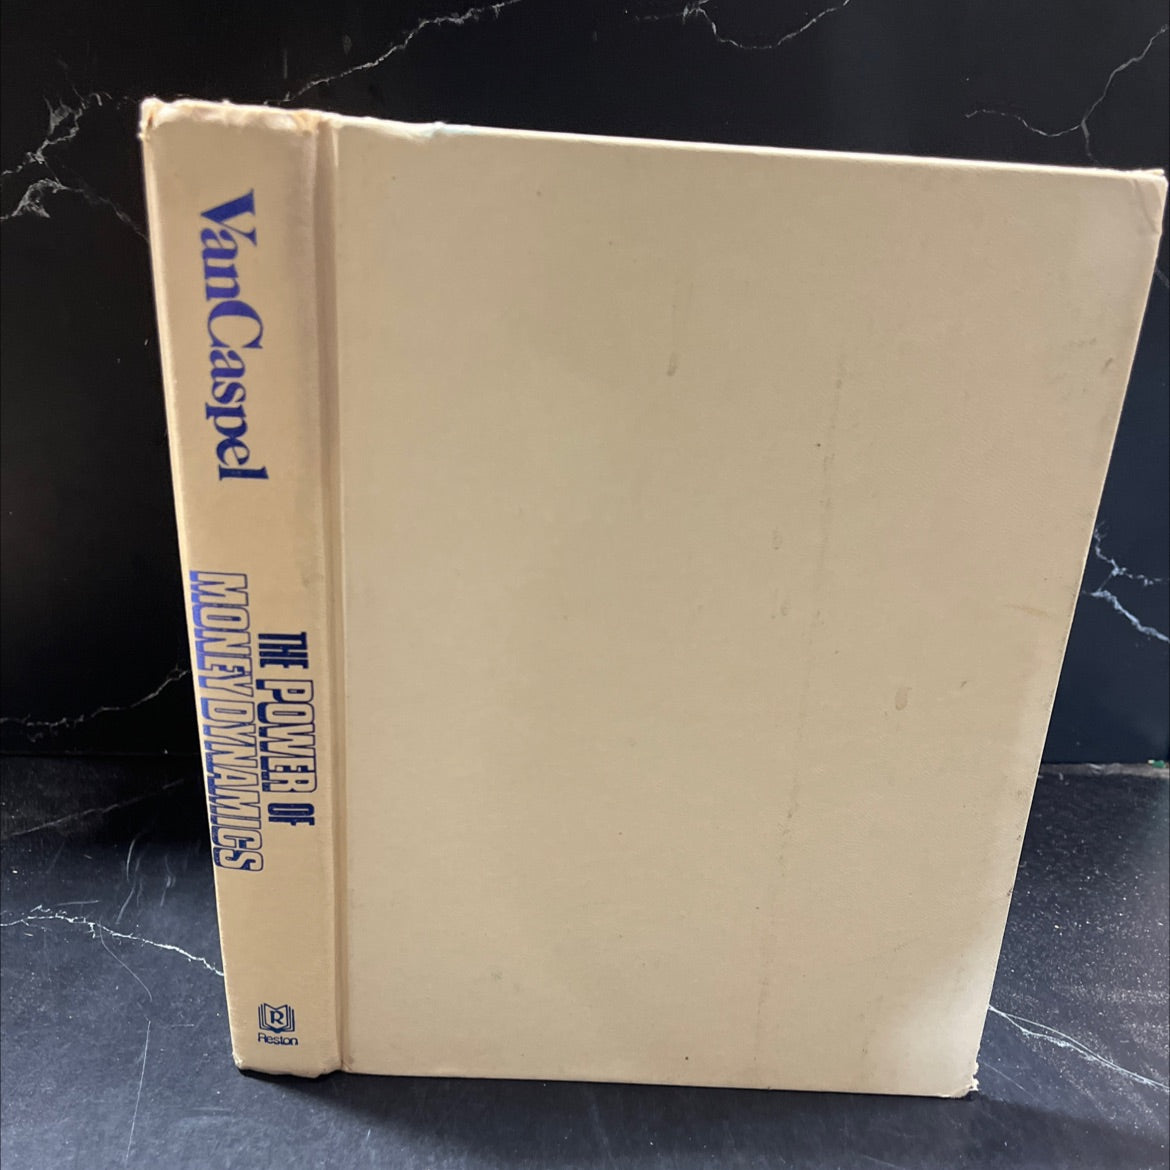 VanCaspel
THE POWER OF
MONEY DYNAMICS
R
Reston